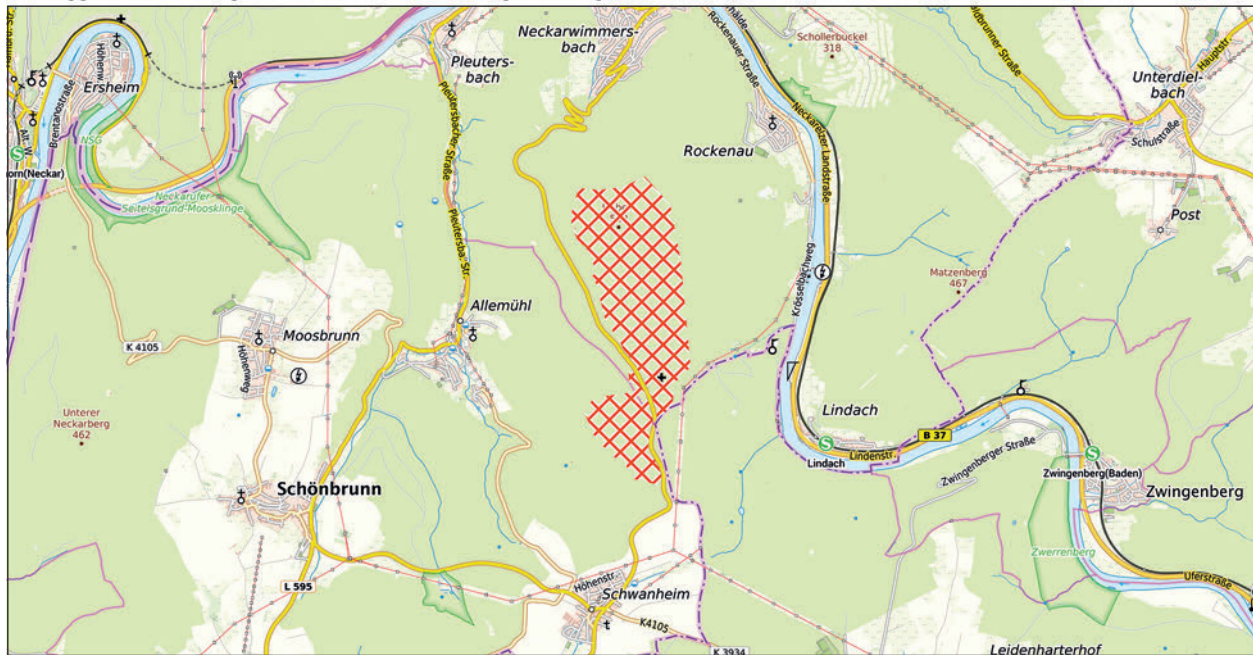 Neckarwimmers-
bach
Rockenauer Straße
Schollerbuckel
318
Hauptstr.
Pleuters-
bach
Ersheim
Höhenw.
Brentanostraße
Unterdiel-
bach
Schulstraße
Neckarelzer Landstraße
Pleutersbacher Straße
Rockenau
NSG
orn(Neckar)
Neckarufer
Seitelsgrund-Moosklinge
Post
Pleutersba. Str.
Krösselbachweg
Matzenberg
467
Allemühl
Moosbrunn
K 4105
Höhenweg
Unterer
Neckarberg
462
Lindach
B 37
Lindenstr.
Lindach
Zwingenberger Straße
Zwingenberg(Baden)
Zwingenberg
Schönbrunn
Zwerrenberg
Uferstraße
L 595
Höhenstr.
Schwanheim
K4105
K 3934
Leidenharterhof